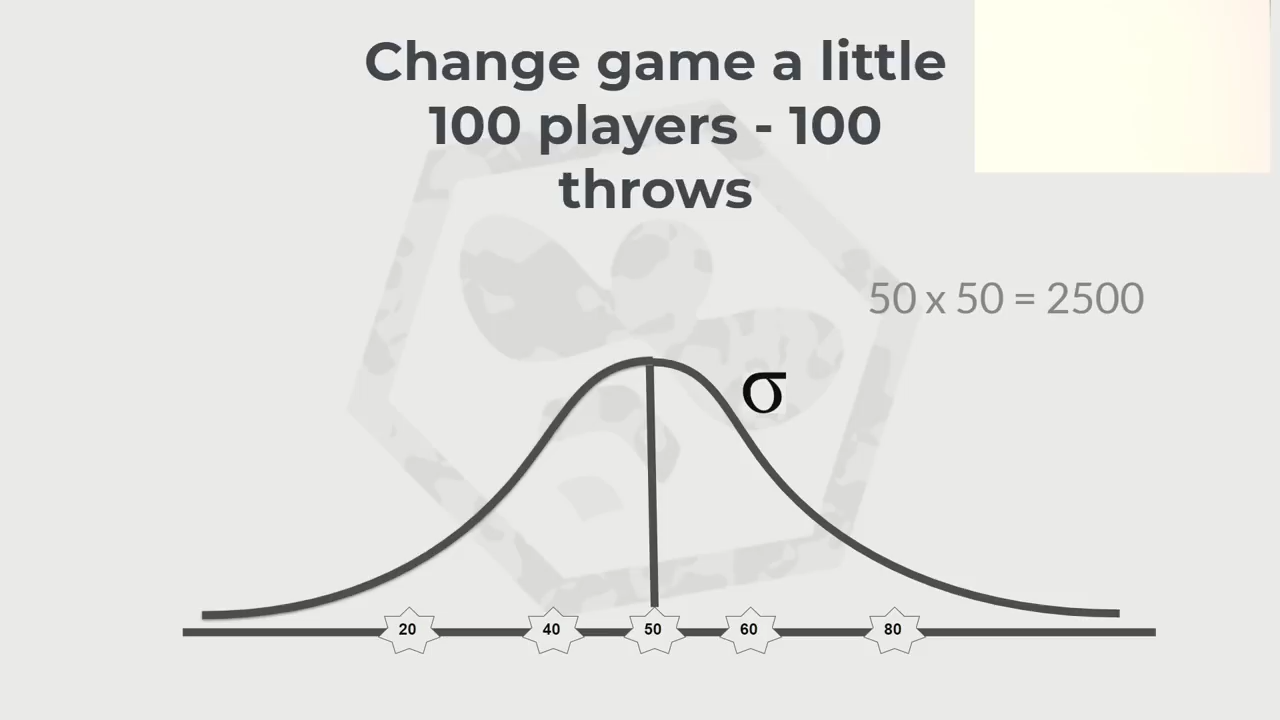 Change game a little
100 players - 100
throws
50 x 50 = 2500
σ
20 40 50 60 80